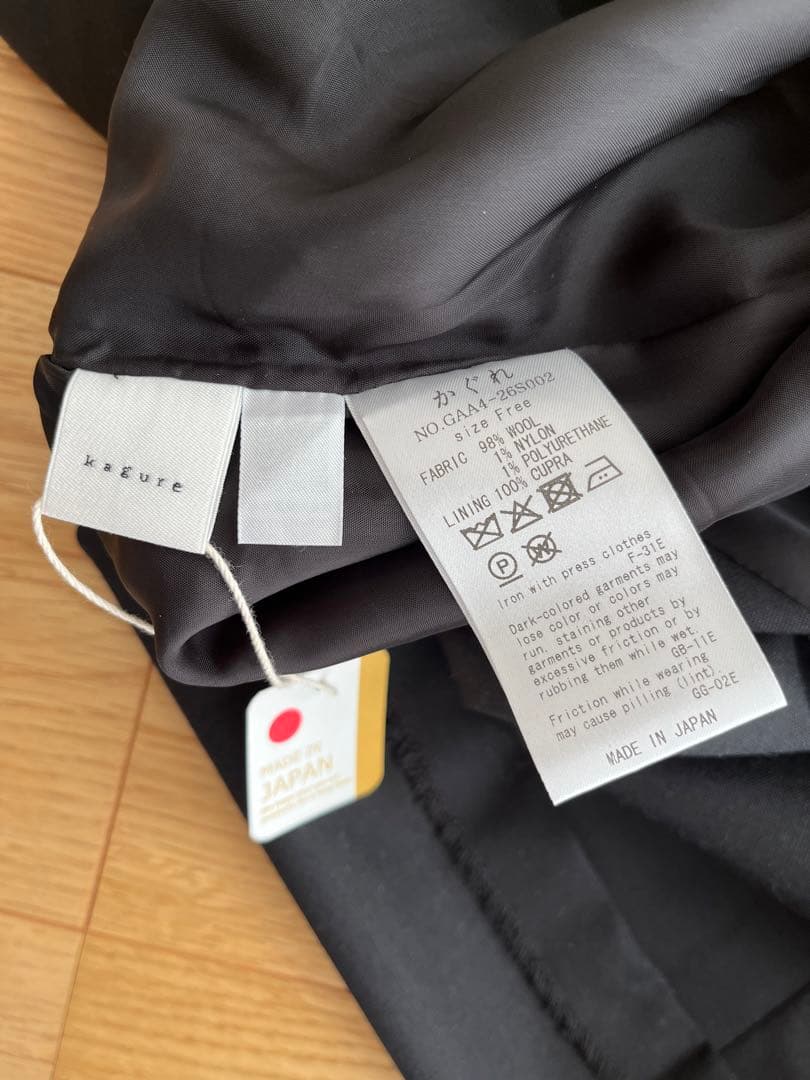 kagure
かぐれ
NO.GAA4-26S002
size Free
FABRIC 98% WOOL
1% NYLON
1% POLYURETHANE
LINING 100% CUPRA
P W
Iron with press clothes
F-31E
Dark-colored garments may
lose color or colors may
run, staining other
garments or products by
excessive friction or by
rubbing them while wet.
GB-11E
Friction while wearing
may cause pilling (lint).
GG-02E
MADE IN JAPAN
MADE IN
JAPAN